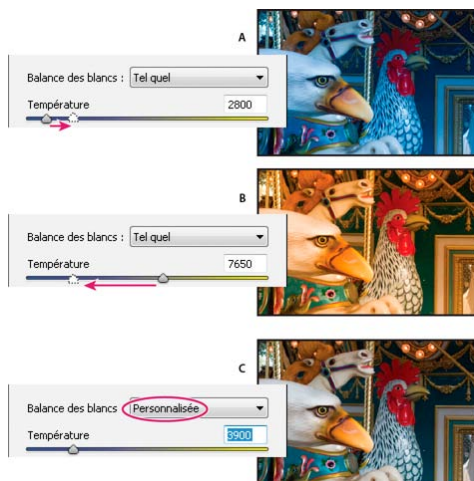 A
Balance des blancs : Tel quel
Température 2800
B
Balance des blancs : Tel quel
Température 7650
C
Balance des blancs Personnalisée
Température 3900